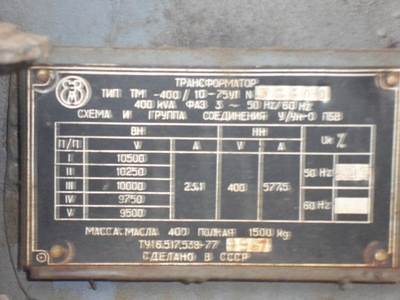 ТРАНСФОРМАТОР
ТИП ТМ -400// 10 -75У1 N
400 kVA ФАЗ 3 ~ 50 Hz/60 Hz
СХЕМА И ГРУППА СОЕДИНЕНИЯ У/Ун-0 ПБВ
ВН НН Uк %
П/П V A V A
I 10500
II 10250
III 10000 23,1 400 577,5 50 Hz
IV 9750
V 9500 60 Hz
МАССА: МАСЛА 400 ПОЛНАЯ 1500 Kg
ТУ16.517.538-77
СДЕЛАНО В СССР